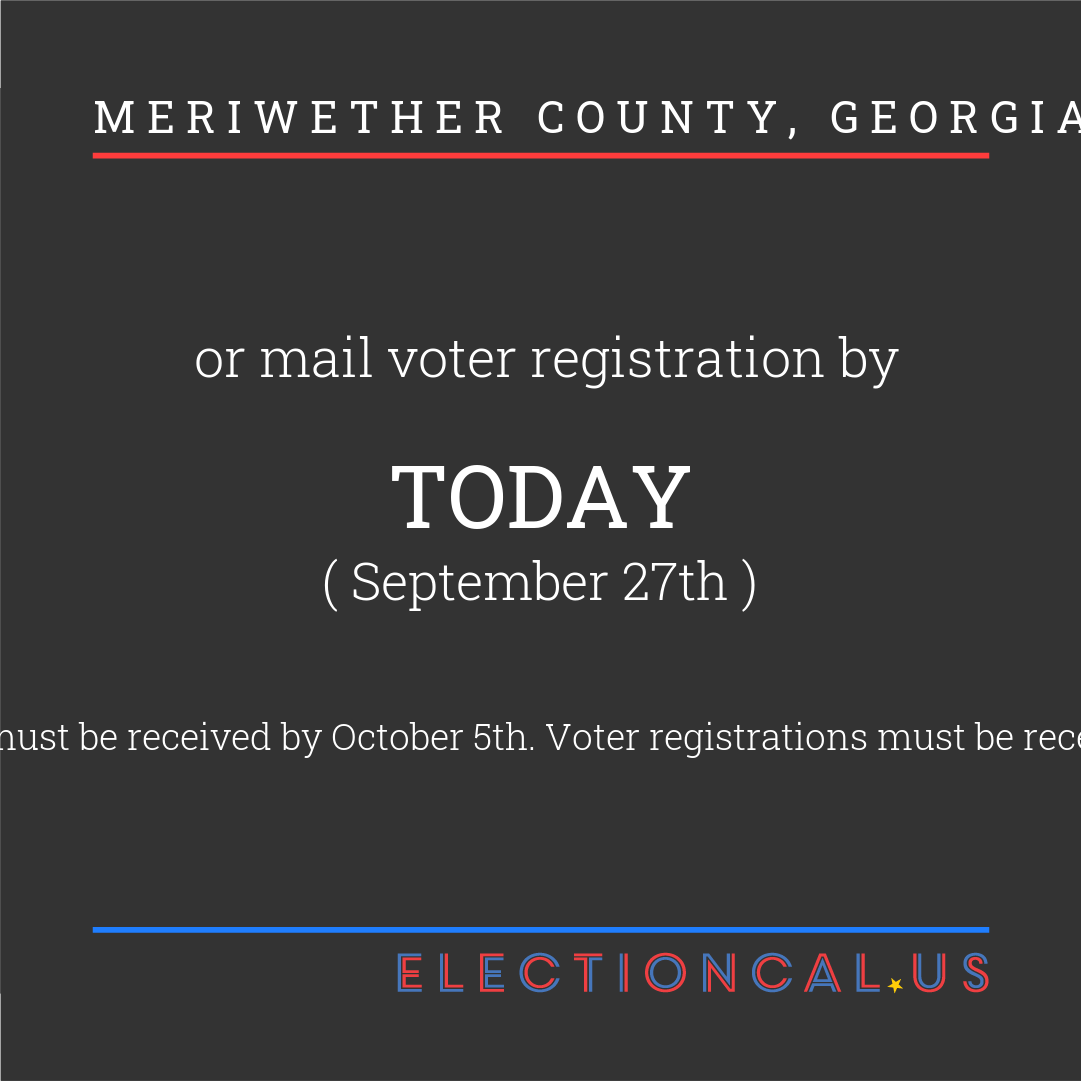 MERIWETHER COUNTY, GEORGIA
or mail voter registration by
TODAY
( September 27th )
must be received by October 5th. Voter registrations must be
ELECTIONCAL.US